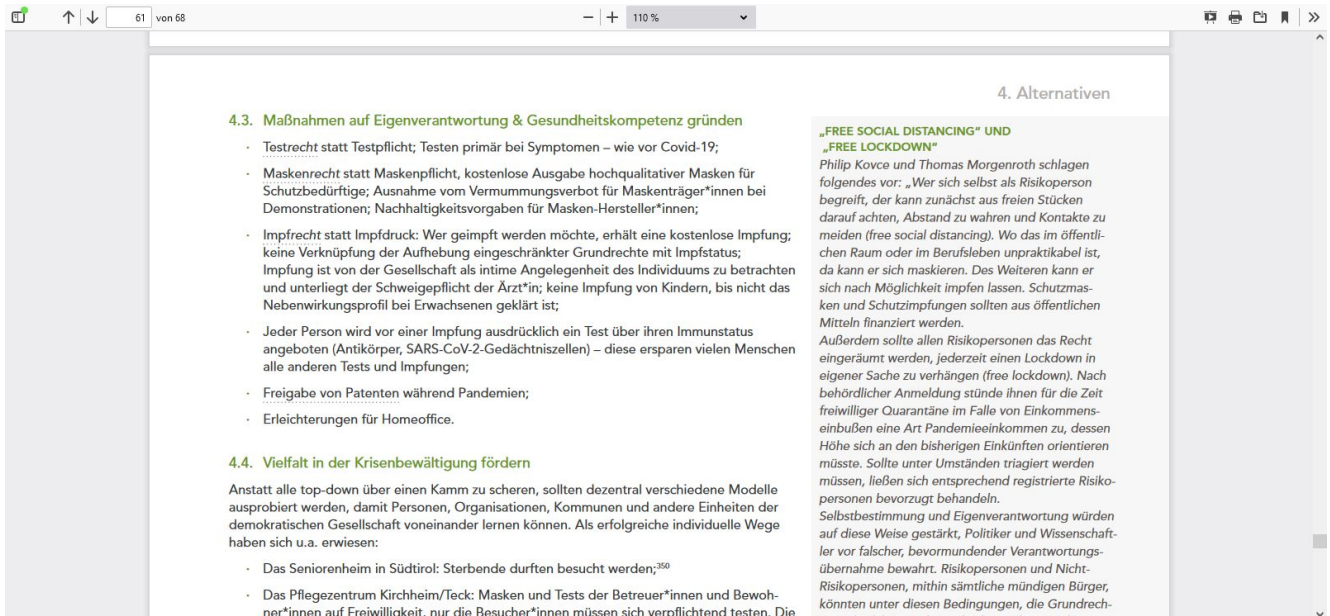 61 von 68
110 %
4. Alternativen
4.3. Maßnahmen auf Eigenverantwortung & Gesundheitskompetenz gründen
· Testrecht statt Testpflicht; Testen primär bei Symptomen – wie vor Covid-19;
· Maskenrecht statt Maskenpflicht, kostenlose Ausgabe hochqualitativer Masken für
Schutzbedürftige; Ausnahme vom Vermummungsverbot für Maskenträger*innen bei
Demonstrationen; Nachhaltigkeitsvorgaben für Masken-Hersteller*innen;
· Impfrecht statt Impfdruck: Wer geimpft werden möchte, erhält eine kostenlose Impfung;
keine Verknüpfung der Aufhebung eingeschränkter Grundrechte mit Impfstatus;
Impfung ist von der Gesellschaft als intime Angelegenheit des Individuums zu betrachten
und unterliegt der Schweigepflicht der Ärzt*in; keine Impfung von Kindern, bis nicht das
Nebenwirkungsprofil bei Erwachsenen geklärt ist;
· Jeder Person wird vor einer Impfung ausdrücklich ein Test über ihren Immunstatus
angeboten (Antikörper, SARS-CoV-2-Gedächtniszellen) – diese ersparen vielen Menschen
alle anderen Tests und Impfungen;
· Freigabe von Patenten während Pandemien;
· Erleichterungen für Homeoffice.
4.4. Vielfalt in der Krisenbewältigung fördern
Anstatt alle top-down über einen Kamm zu scheren, sollten dezentral verschiedene Modelle
ausprobiert werden, damit Personen, Organisationen, Kommunen und andere Einheiten der
demokratischen Gesellschaft voneinander lernen können. Als erfolgreiche individuelle Wege
haben sich u.a. erwiesen:
· Das Seniorenheim in Südtirol: Sterbende durften besucht werden;350
· Das Pflegezentrum Kirchheim/Teck: Masken und Tests der Betreuer*innen und Bewoh-
ner*innen auf Freiwilligkeit, nur die Besucher*innen müssen sich verpflichtend testen. Die
„FREE SOCIAL DISTANCING“ UND
„FREE LOCKDOWN“
Philip Kovce und Thomas Morgenroth schlagen
folgendes vor: „Wer sich selbst als Risikoperson
begreift, der kann zunächst aus freien Stücken
darauf achten, Abstand zu wahren und Kontakte zu
meiden (free social distancing). Wo das im öffentli-
chen Raum oder im Berufsleben unpraktikabel ist,
da kann er sich maskieren. Des Weiteren kann er
sich nach Möglichkeit impfen lassen. Schutzmas-
ken und Schutzimpfungen sollten aus öffentlichen
Mitteln finanziert werden.
Außerdem sollte allen Risikopersonen das Recht
eingeräumt werden, jederzeit einen Lockdown in
eigener Sache zu verhängen (free lockdown). Nach
behördlicher Anmeldung stünde ihnen für die Zeit
freiwilliger Quarantäne im Falle von Einkommens-
einbußen eine Art Pandemieeinkommen zu, dessen
Höhe sich an den bisherigen Einkünften orientieren
müsste. Sollte unter Umständen triagiert werden
müssen, ließen sich entsprechend registrierte Risiko-
personen bevorzugt behandeln.
Selbstbestimmung und Eigenverantwortung würden
auf diese Weise gestärkt, Politiker und Wissenschaft-
ler vor falscher, bevormundender Verantwortungs-
übernahme bewahrt. Risikopersonen und Nicht-
Risikopersonen, mithin sämtliche mündigen Bürger,
könnten unter diesen Bedingungen, die Grundrech-